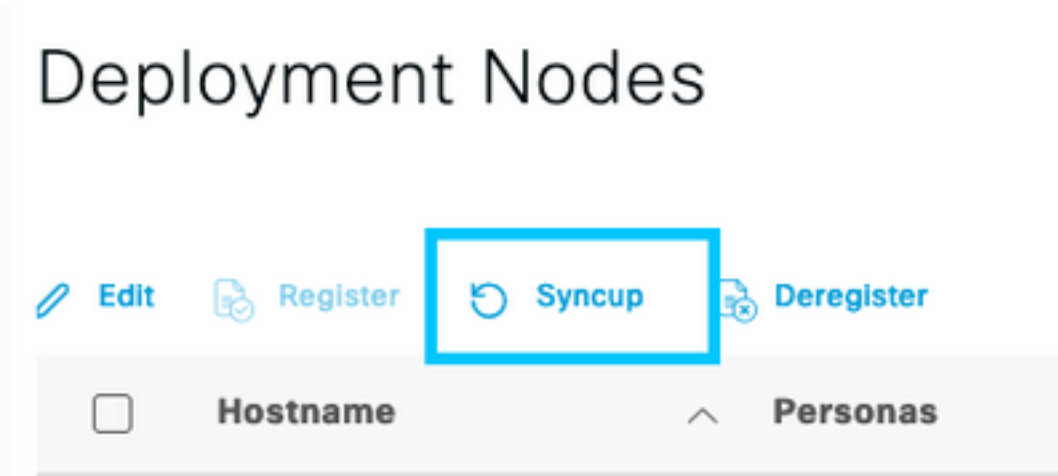 Deployment Nodes
Edit Register Syncup Deregister
Hostname Personas